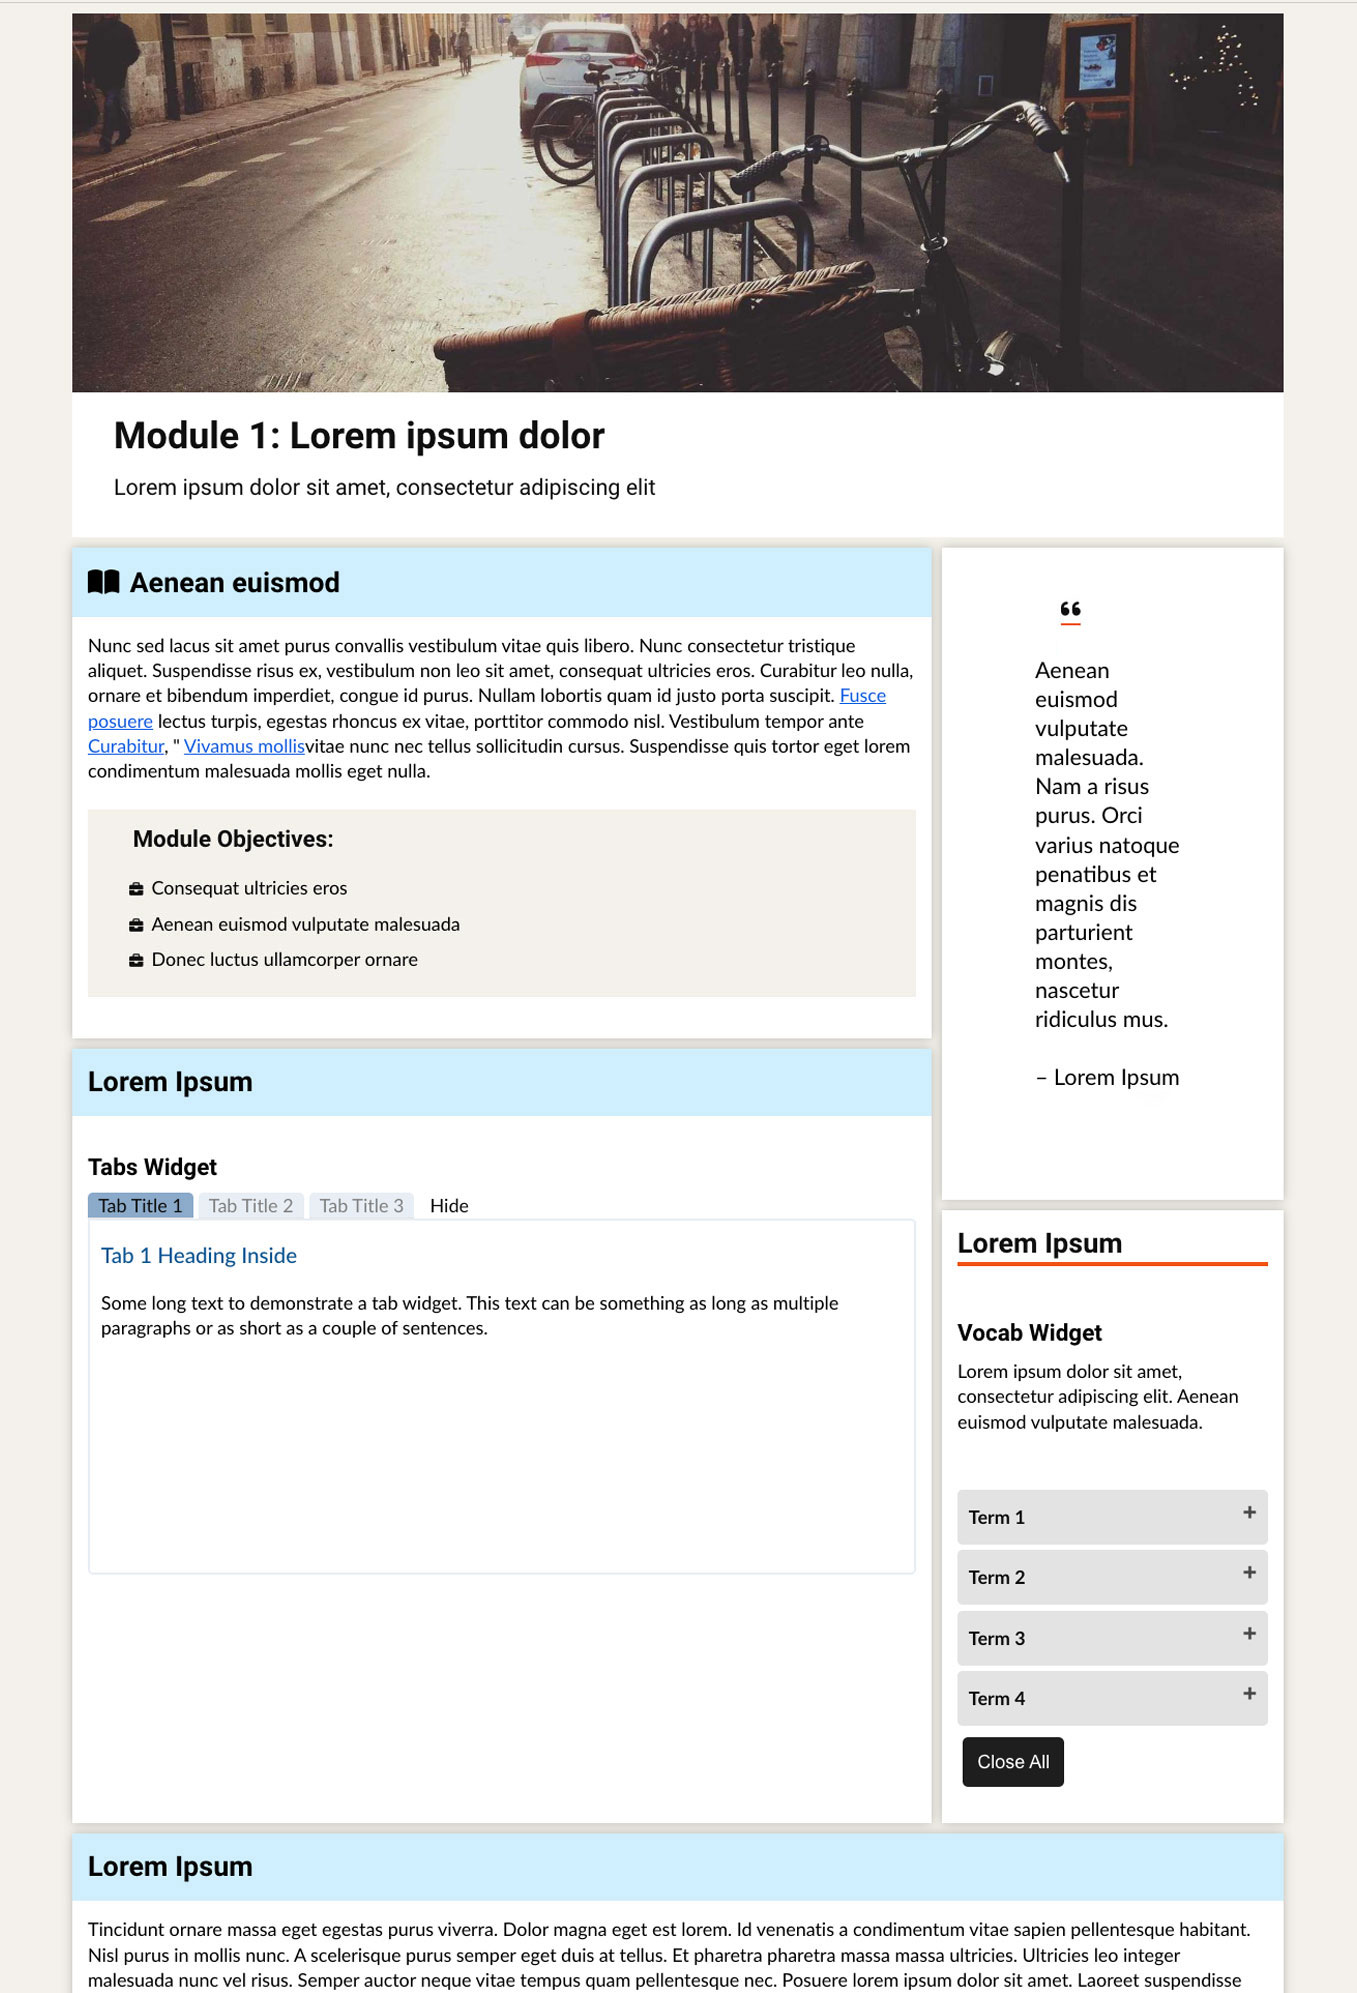 Module 1: Lorem ipsum dolor
Lorem ipsum dolor sit amet, consectetur adipiscing elit
Aenean euismod
Nunc sed lacus sit amet purus convallis vestibulum vitae quis libero. Nunc consectetur tristique
aliquet. Suspendisse risus ex, vestibulum non leo sit amet, consequat ultricies eros. Curabitur leo nulla,
ornare et bibendum imperdiet, congue id purus. Nullam lobortis quam id justo porta suscipit. Fusce
posuere lectus turpis, egestas rhoncus ex vitae, porttitor commodo nisl. Vestibulum tempor ante
Curabitur, " Vivamus mollisvitae nunc nec tellus sollicitudin cursus. Suspendisse quis tortor eget lorem
condimentum malesuada mollis eget nulla.
Module Objectives:
Consequat ultricies eros
Aenean euismod vulputate malesuada
Donec luctus ullamcorper ornare
“
Aenean
euismod
vulputate
malesuada.
Nam a risus
purus. Orci
varius natoque
penatibus et
magnis dis
parturient
montes,
nascetur
ridiculus mus.
– Lorem Ipsum
Lorem Ipsum
Tabs Widget
Tab Title 1 Tab Title 2 Tab Title 3 Hide
Tab 1 Heading Inside
Some long text to demonstrate a tab widget. This text can be something as long as multiple
paragraphs or as short as a couple of sentences.
Lorem Ipsum
Vocab Widget
Lorem ipsum dolor sit amet,
consectetur adipiscing elit. Aenean
euismod vulputate malesuada.
Term 1 +
Term 2 +
Term 3 +
Term 4 +
Close All
Lorem Ipsum
Tincidunt ornare massa eget egestas purus viverra. Dolor magna eget est lorem. Id venenatis a condimentum vitae sapien pellentesque habitant.
Nisl purus in mollis nunc. A scelerisque purus semper eget duis at tellus. Et pharetra pharetra massa massa ultricies. Ultricies leo integer
malesuada nunc vel risus. Semper auctor neque vitae tempus quam pellentesque nec. Posuere lorem ipsum dolor sit amet. Laoreet suspendisse